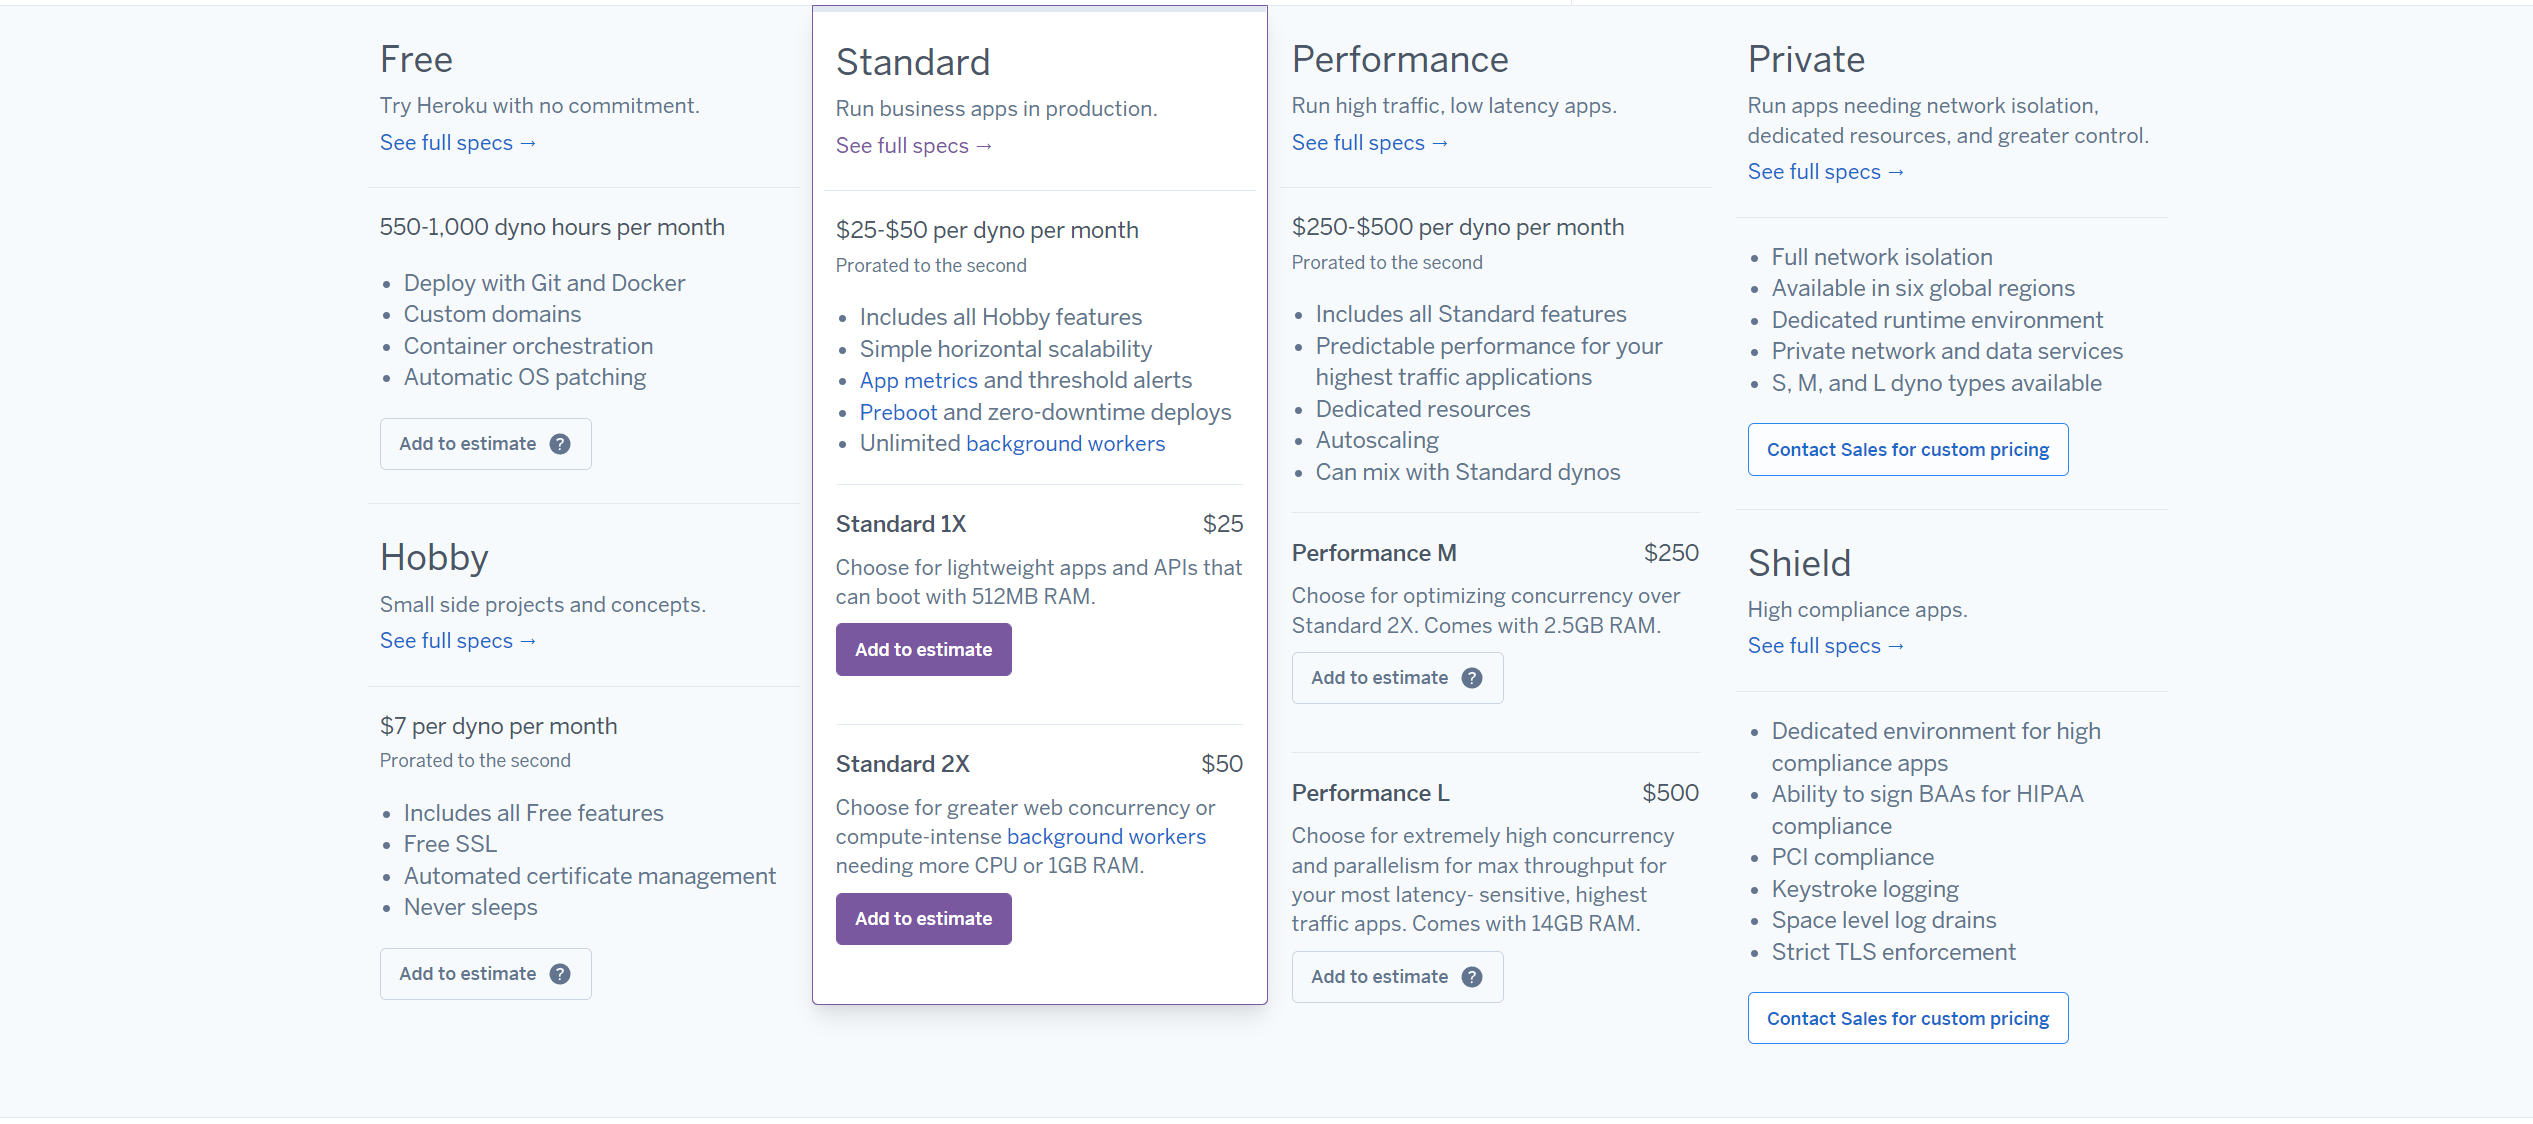 Free
Try Heroku with no commitment.
See full specs →
550-1,000 dyno hours per month
• Deploy with Git and Docker
• Custom domains
• Container orchestration
• Automatic OS patching
Add to estimate ?
Hobby
Small side projects and concepts.
See full specs →
$7 per dyno per month
Prorated to the second
• Includes all Free features
• Free SSL
• Automated certificate management
• Never sleeps
Add to estimate ?
Standard
Run business apps in production.
See full specs →
$25-$50 per dyno per month
Prorated to the second
• Includes all Hobby features
• Simple horizontal scalability
• App metrics and threshold alerts
• Preboot and zero-downtime deploys
• Unlimited background workers
Standard 1X $25
Choose for lightweight apps and APIs that
can boot with 512MB RAM.
Add to estimate
Standard 2X $50
Choose for greater web concurrency or
compute-intense background workers
needing more CPU or 1GB RAM.
Add to estimate
Performance
Run high traffic, low latency apps.
See full specs →
$250-$500 per dyno per month
Prorated to the second
• Includes all Standard features
• Predictable performance for your
highest traffic applications
• Dedicated resources
• Autoscaling
• Can mix with Standard dynos
Performance M $250
Choose for optimizing concurrency over
Standard 2X. Comes with 2.5GB RAM.
Add to estimate ?
Performance L $500
Choose for extremely high concurrency
and parallelism for max throughput for
your most latency- sensitive, highest
traffic apps. Comes with 14GB RAM.
Add to estimate ?
Private
Run apps needing network isolation,
dedicated resources, and greater control.
See full specs →
• Full network isolation
• Available in six global regions
• Dedicated runtime environment
• Private network and data services
• S, M, and L dyno types available
Contact Sales for custom pricing
Shield
High compliance apps.
See full specs →
• Dedicated environment for high
compliance apps
• Ability to sign BAAs for HIPAA
compliance
• PCI compliance
• Keystroke logging
• Space level log drains
• Strict TLS enforcement
Contact Sales for custom pricing